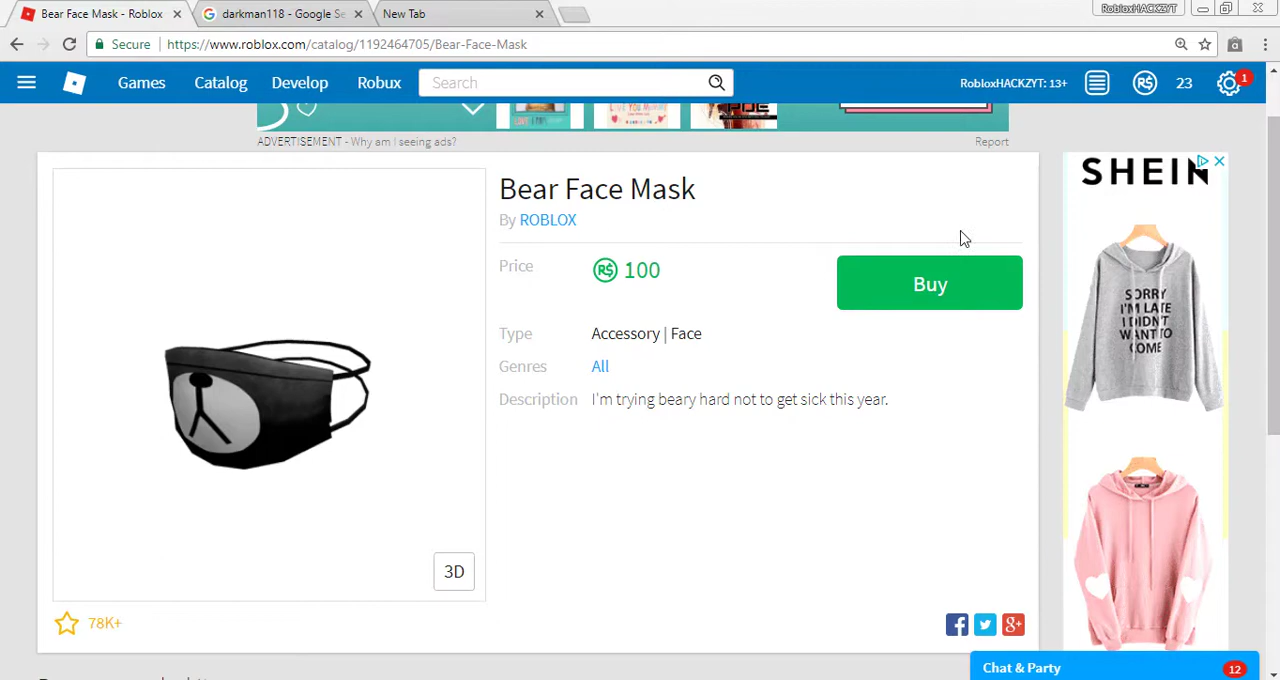 Bear Face Mask - Roblox
darkman118 - Google Se
New Tab
RobloxHACKZYT
Secure
https://www.roblox.com/catalog/1192464705/Bear-Face-Mask
Games
Catalog
Develop
Robux
Search
RobloxHACKZYT: 13+
R$
23
1
LOVE YOU MUMMY
ADVERTISEMENT - Why am I seeing ads?
Report
Bear Face Mask
By ROBLOX
Price
R$ 100
Buy
Type
Accessory | Face
Genres
All
Description
I'm trying beary hard not to get sick this year.
3D
78K+
SHEIN
SORRY
I'M LATE
I DIDN'T
WANT TO
COME
Chat & Party
12